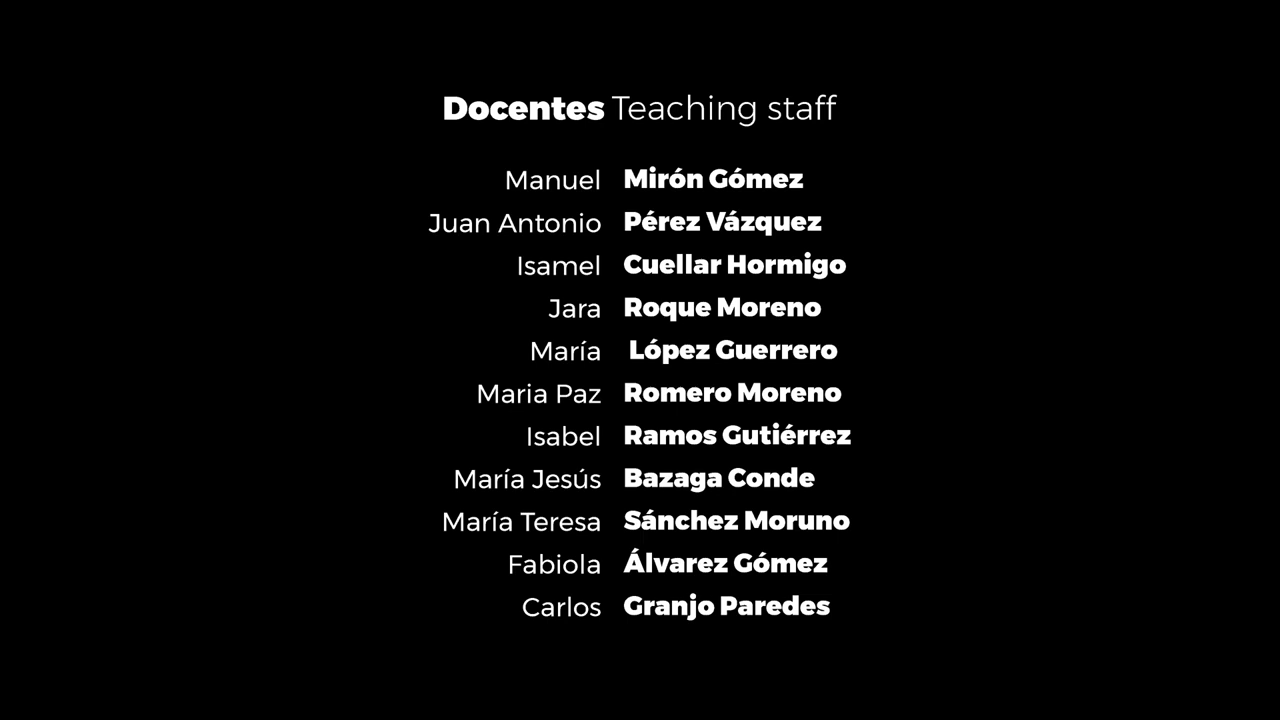 Docentes Teaching staff
Manuel Mirón Gómez
Juan Antonio Pérez Vázquez
Isamel Cuellar Hormigo
Jara Roque Moreno
María López Guerrero
Maria Paz Romero Moreno
Isabel Ramos Gutiérrez
María Jesús Bazaga Conde
María Teresa Sánchez Moruno
Fabiola Álvarez Gómez
Carlos Granjo Paredes